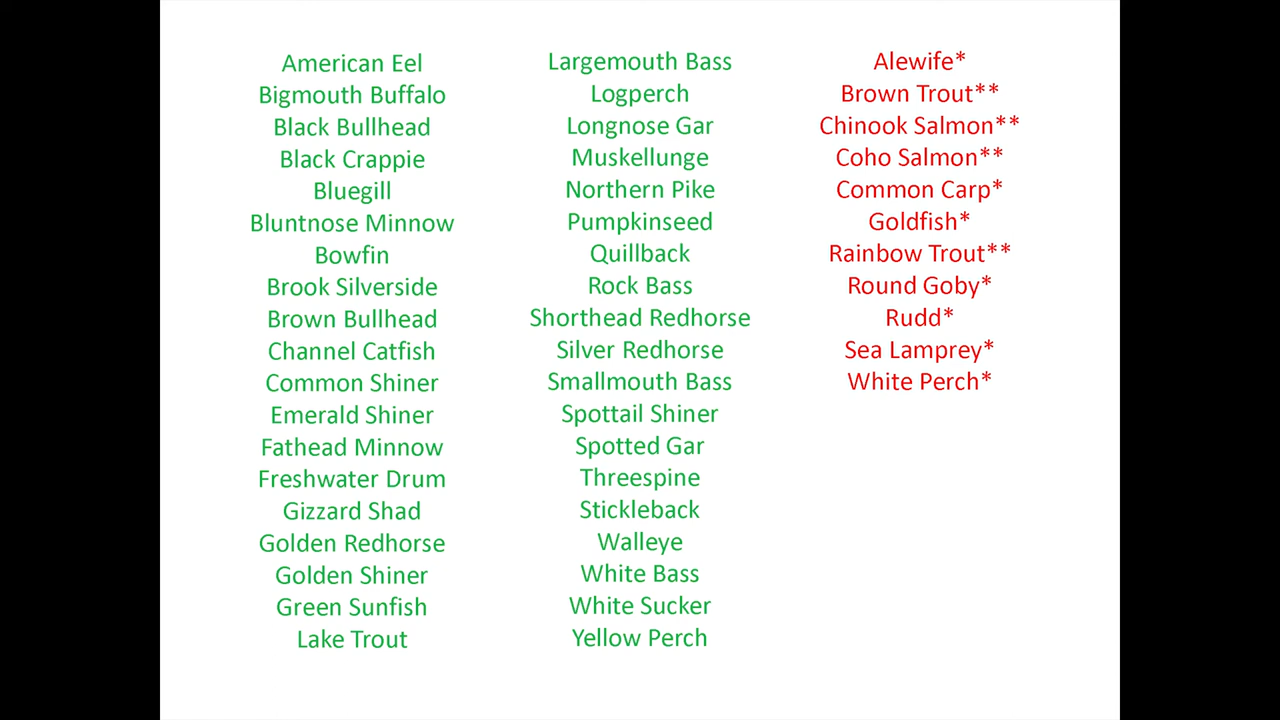 American Eel
Bigmouth Buffalo
Black Bullhead
Black Crappie
Bluegill
Bluntnose Minnow
Bowfin
Brook Silverside
Brown Bullhead
Channel Catfish
Common Shiner
Emerald Shiner
Fathead Minnow
Freshwater Drum
Gizzard Shad
Golden Redhorse
Golden Shiner
Green Sunfish
Lake Trout
Largemouth Bass
Logperch
Longnose Gar
Muskellunge
Northern Pike
Pumpkinseed
Quillback
Rock Bass
Shorthead Redhorse
Silver Redhorse
Smallmouth Bass
Spottail Shiner
Spotted Gar
Threespine
Stickleback
Walleye
White Bass
White Sucker
Yellow Perch
Alewife*
Brown Trout**
Chinook Salmon**
Coho Salmon**
Common Carp*
Goldfish*
Rainbow Trout**
Round Goby*
Rudd*
Sea Lamprey*
White Perch*